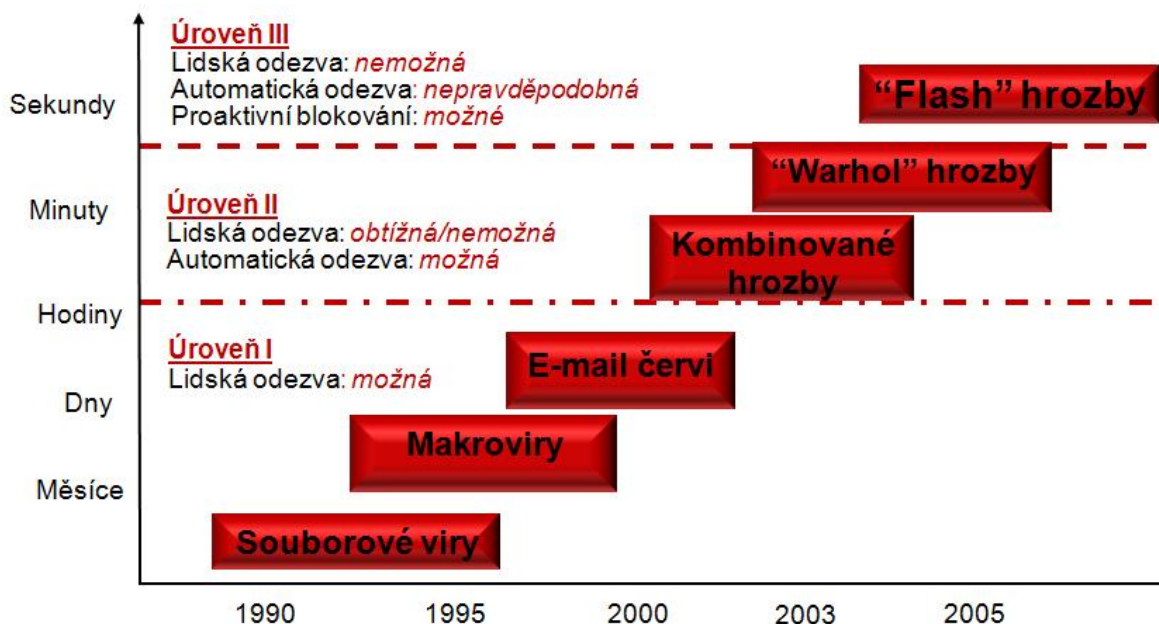 Úroveň III
Lidská odezva: nemožná
Automatická odezva: nepravděpodobná
Proaktivní blokování: možné
Sekundy
“Flash” hrozby
“Warhol” hrozby
Minuty
Úroveň II
Lidská odezva: obtížná/nemožná
Automatická odezva: možná
Kombinované
hrozby
Hodiny
Úroveň I
Lidská odezva: možná
E-mail červi
Dny
Makroviry
Měsíce
Souborové viry
1990
1995
2000
2003
2005